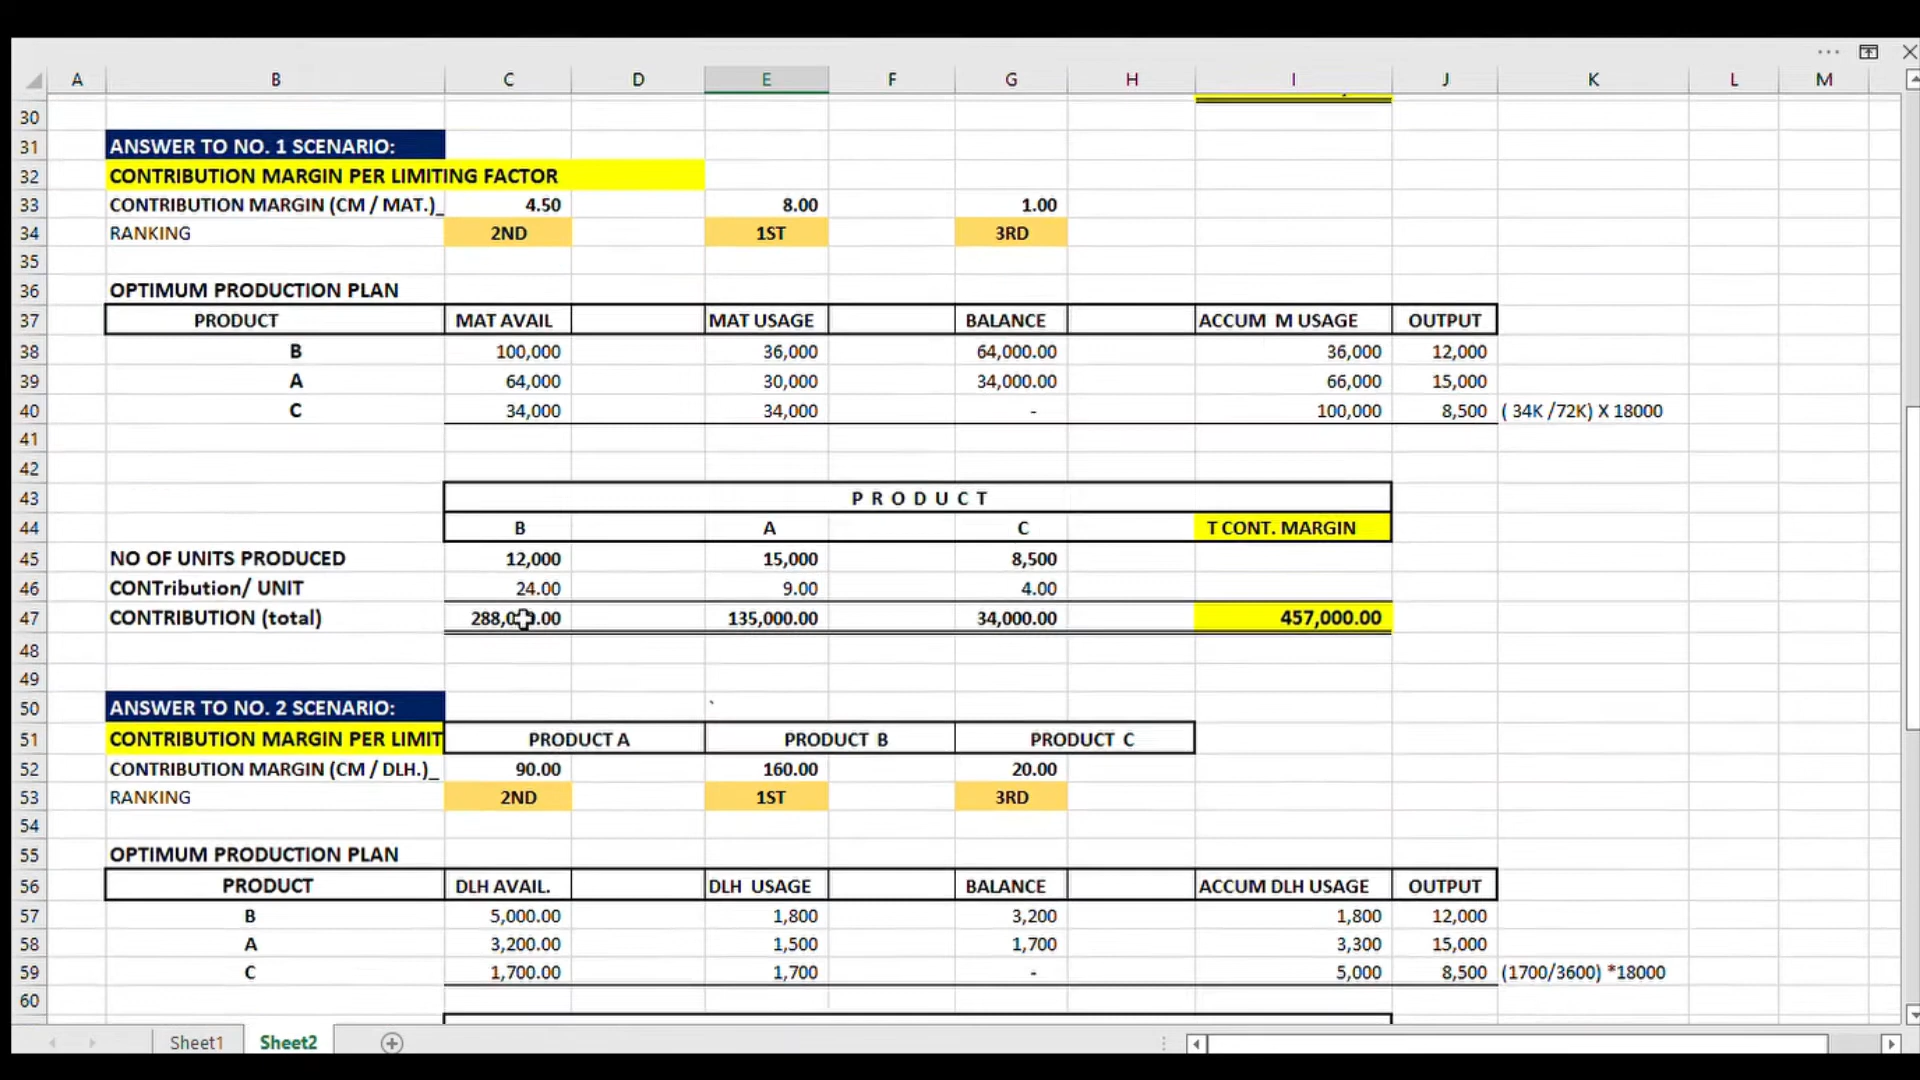 A B C D E F G H I J K L M
30
31 ANSWER TO NO. 1 SCENARIO:
32 CONTRIBUTION MARGIN PER LIMITING FACTOR
33 CONTRIBUTION MARGIN (CM / MAT.)_ 4.50 8.00 1.00
34 RANKING 2ND 1ST 3RD
35
36 OPTIMUM PRODUCTION PLAN
37 PRODUCT MAT AVAIL MAT USAGE BALANCE ACCUM M USAGE OUTPUT
38 B 100,000 36,000 64,000.00 36,000 12,000
39 A 64,000 30,000 34,000.00 66,000 15,000
40 C 34,000 34,000 - 100,000 8,500 ( 34K /72K) X 18000
41
42
43 P R O D U C T
44 B A C T CONT. MARGIN
45 NO OF UNITS PRODUCED 12,000 15,000 8,500
46 CONTribution/ UNIT 24.00 9.00 4.00
47 CONTRIBUTION (total) 135,000.00 34,000.00 457,000.00
48
49
50 ANSWER TO NO. 2 SCENARIO: `
51 CONTRIBUTION MARGIN PER LIMIT PRODUCT A PRODUCT B PRODUCT C
52 CONTRIBUTION MARGIN (CM / DLH.)_ 90.00 160.00 20.00
53 RANKING 2ND 1ST 3RD
54
55 OPTIMUM PRODUCTION PLAN
56 PRODUCT DLH AVAIL. DLH USAGE BALANCE ACCUM DLH USAGE OUTPUT
57 B 5,000.00 1,800 3,200 1,800 12,000
58 A 3,200.00 1,500 1,700 3,300 15,000
59 C 1,700.00 1,700 - 5,000 8,500 (1700/3600) *18000
60
Sheet1 Sheet2